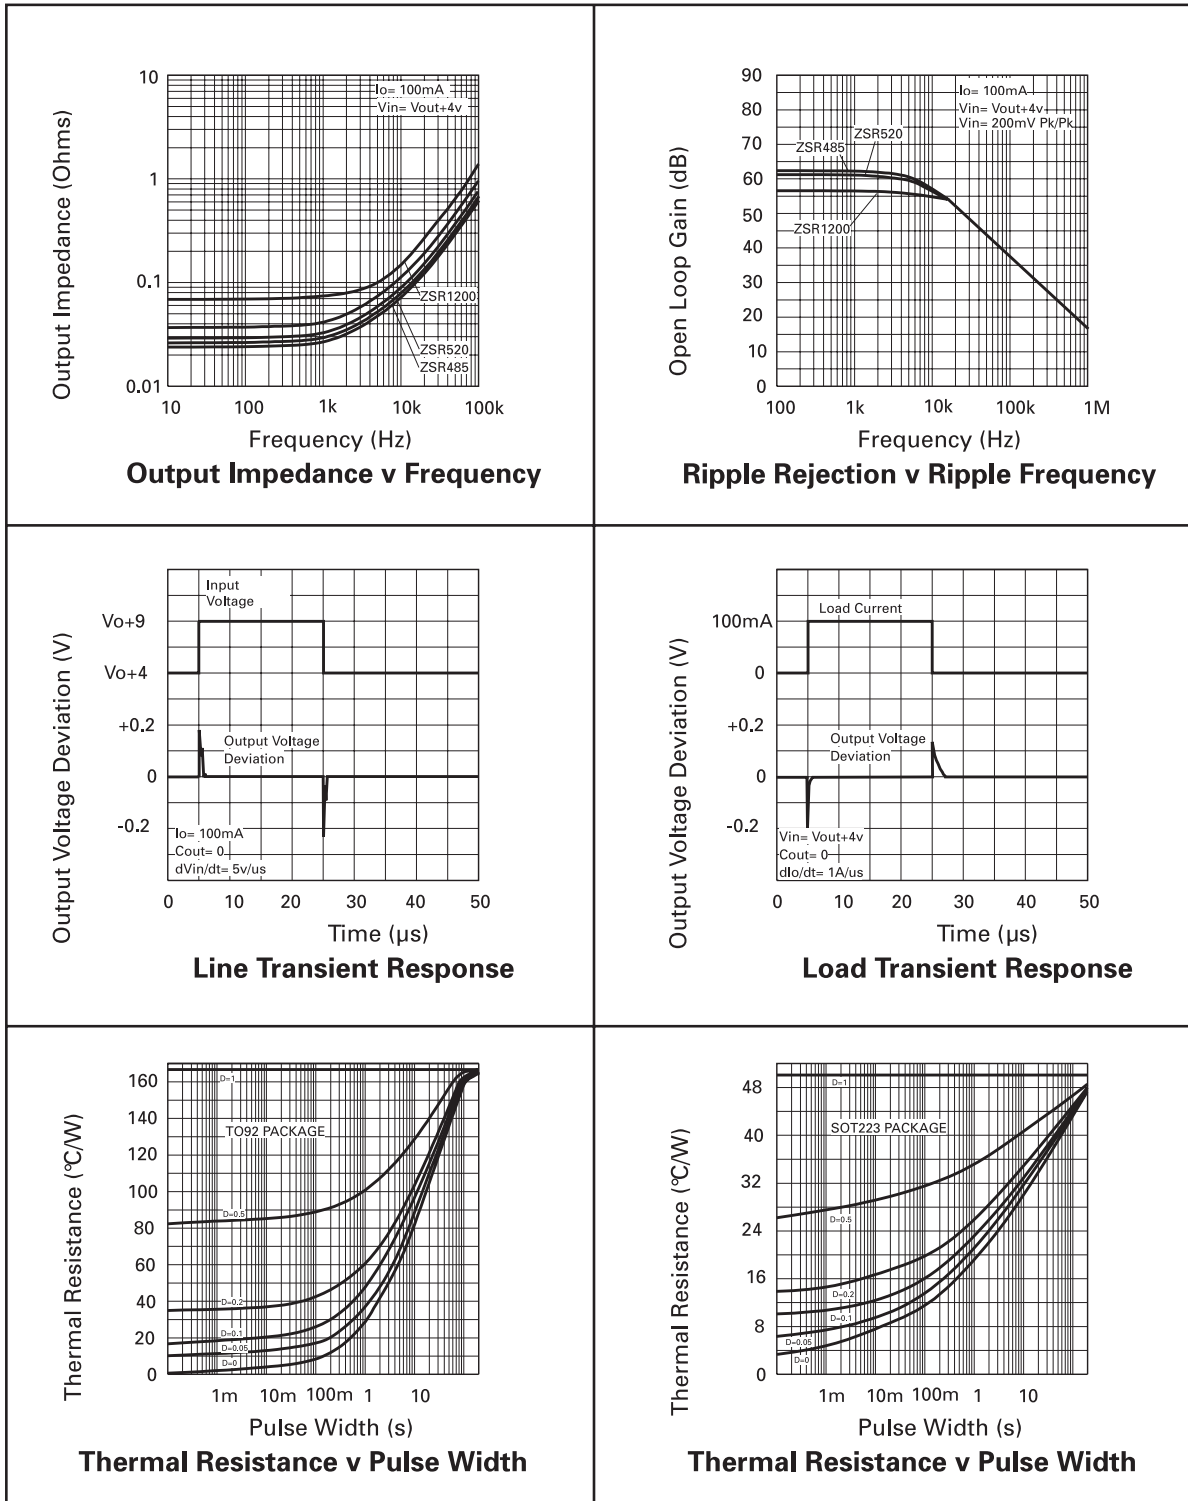 10
1
0.1
0.01
Output Impedance (Ohms)
Io= 100mA
Vin= Vout+4v
ZSR1200
ZSR520
ZSR485
10 100 1k 10k 100k
Frequency (Hz)
Output Impedance v Frequency
90
80
70
60
50
40
30
20
10
0
Open Loop Gain (dB)
Io= 100mA
Vin= Vout+4v
Vin= 200mV Pk/Pk
ZSR520
ZSR485
ZSR1200
100 1k 10k 100k 1M
Frequency (Hz)
Ripple Rejection v Ripple Frequency
Output Voltage Deviation (V)
Input
Voltage
Vo+9
Vo+4
+0.2
0
-0.2
Output Voltage
Deviation
Io= 100mA
Cout= 0
dVin/dt= 5v/us
0 10 20 30 40 50
Time (µs)
Line Transient Response
Output Voltage Deviation (V)
Load Current
100mA
0
+0.2
0
-0.2
Output Voltage
Deviation
Vin= Vout+4v
Cout= 0
dIo/dt= 1A/us
0 10 20 30 40 50
Time (µs)
Load Transient Response
Thermal Resistance (°C/W)
160
140
120
100
80
60
40
20
0
D=1
TO92 PACKAGE
D=0.5
D=0.2
D=0.1
D=0.05
D=0
1m 10m 100m 1 10
Pulse Width (s)
Thermal Resistance v Pulse Width
Thermal Resistance (°C/W)
48
40
32
24
16
8
0
D=1
SOT223 PACKAGE
D=0.5
D=0.2
D=0.1
D=0.05
D=0
1m 10m 100m 1 10
Pulse Width (s)
Thermal Resistance v Pulse Width